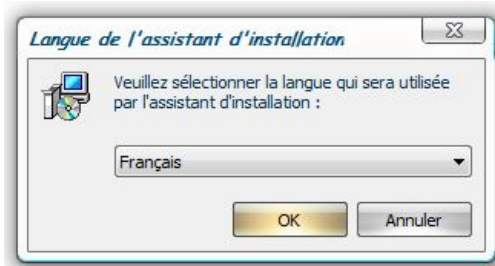 Langue de l'assistant d'installation
Veuillez sélectionner la langue qui sera utilisée
par l'assistant d'installation :
Français
OK
Annuler